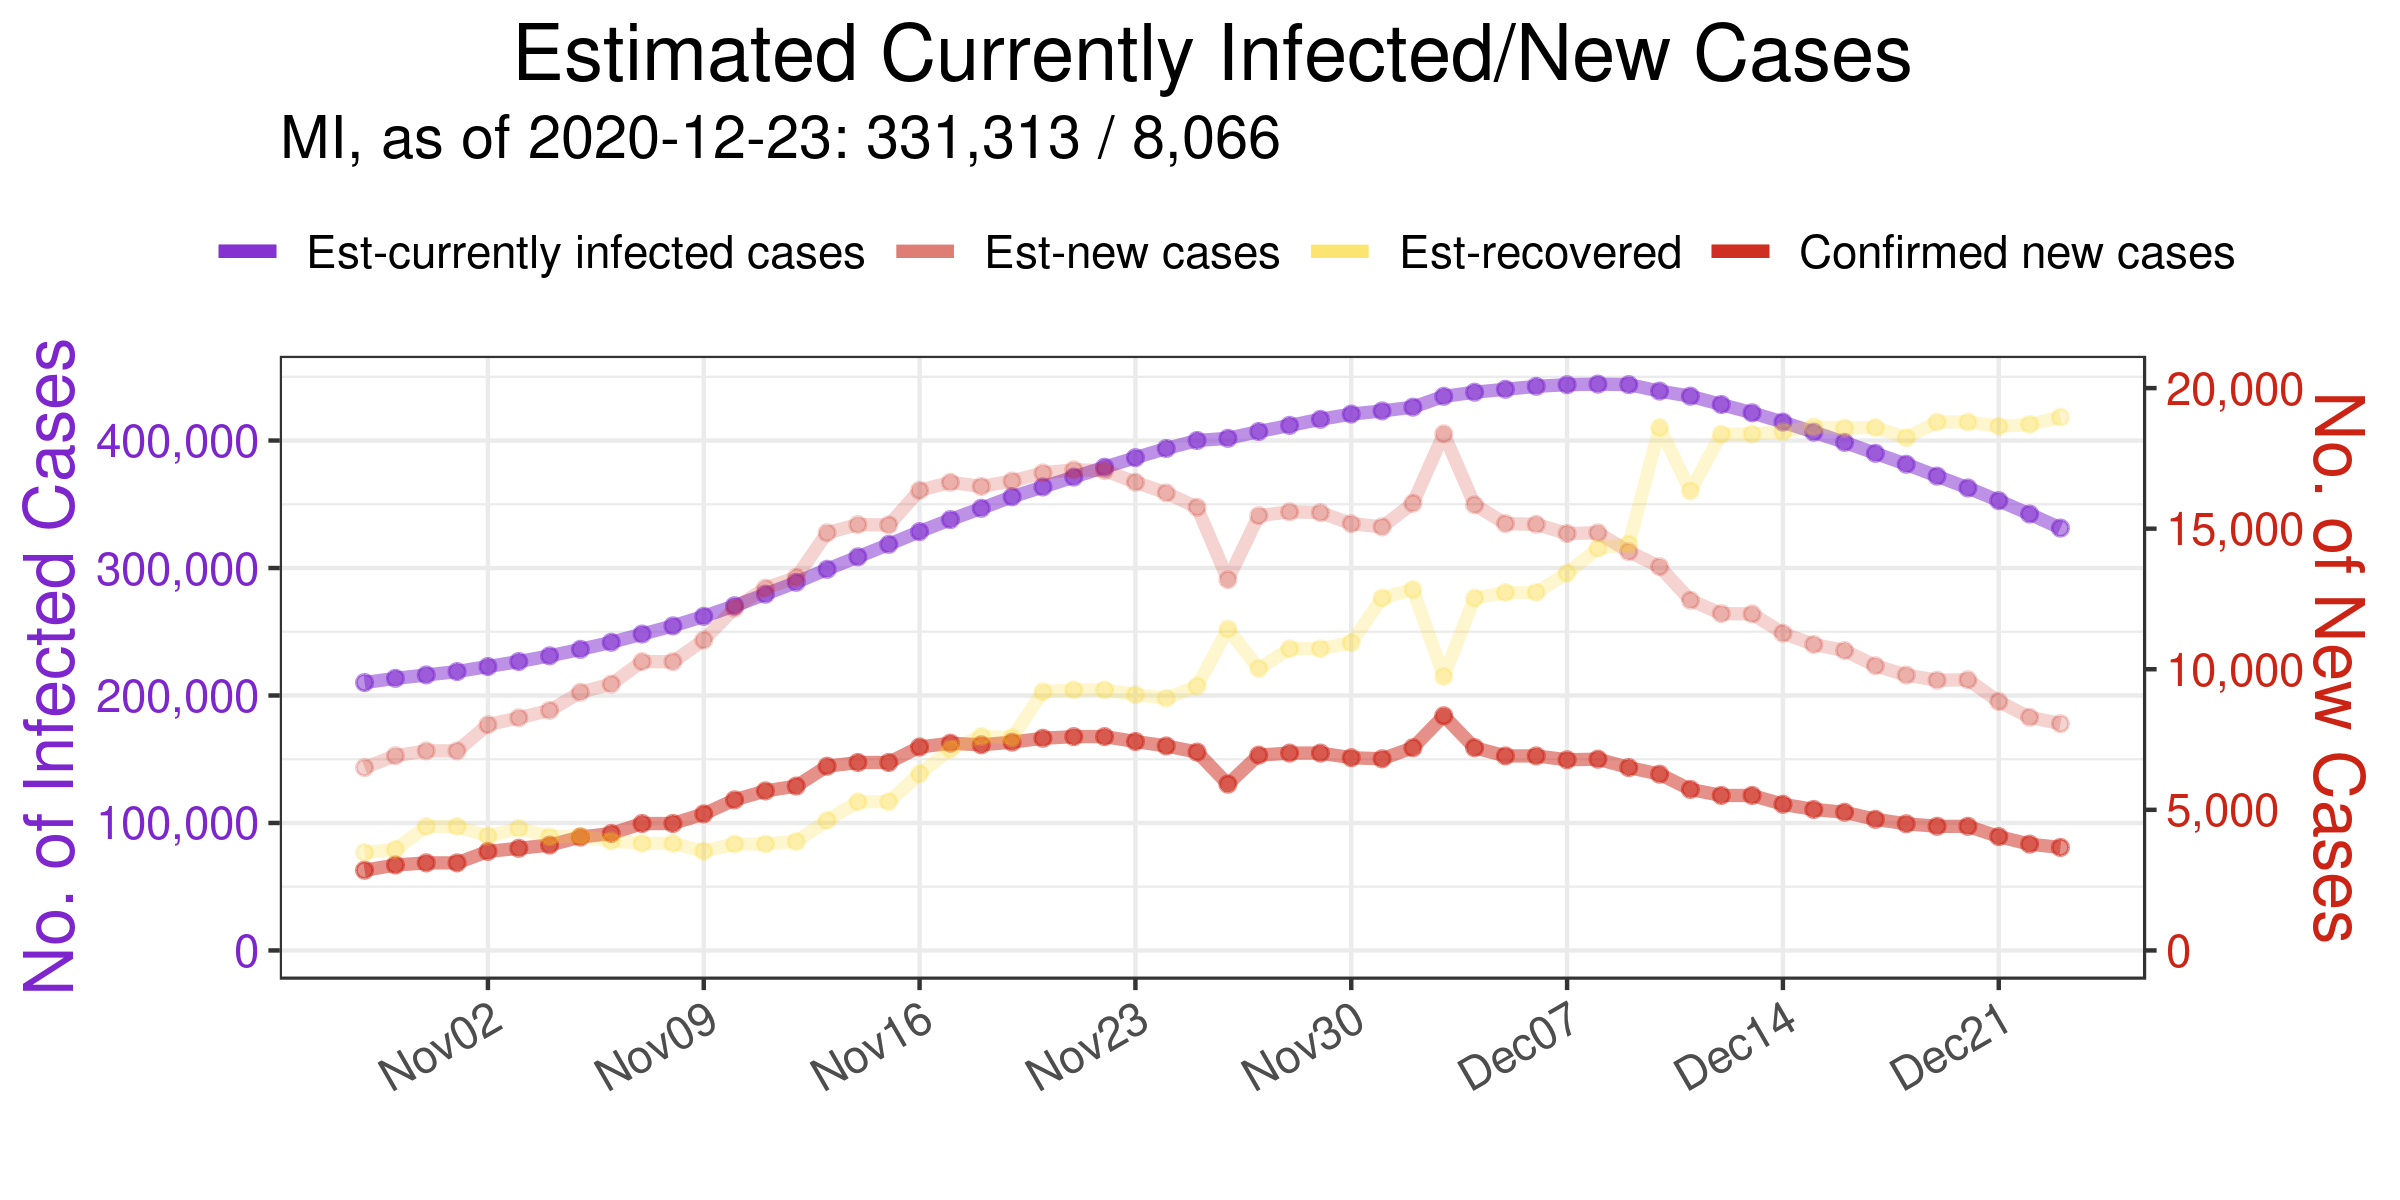 Estimated Currently Infected/New Cases
MI, as of 2020-12-23: 331,313 / 8,066
Est-currently infected cases Est-new cases Est-recovered Confirmed new cases
No. of Infected Cases
400,000
300,000
200,000
100,000
0
20,000
15,000
10,000
5,000
0
No. of New Cases
Nov02 Nov09 Nov16 Nov23 Nov30 Dec07 Dec14 Dec21